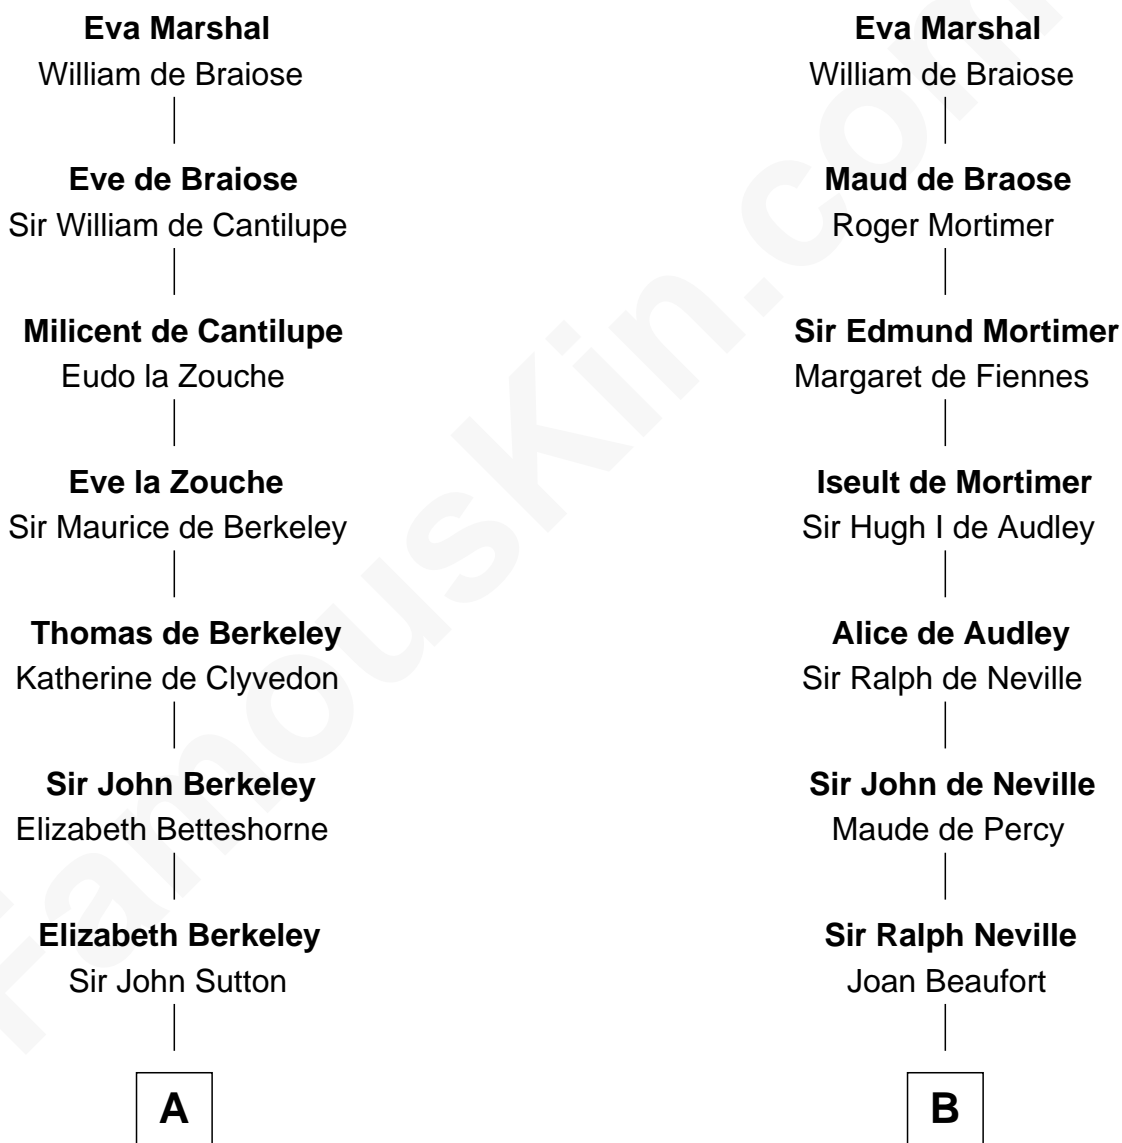 Eva Marshal
William de Braiose
Eve de Braiose
Sir William de Cantilupe
Milicent de Cantilupe
Eudo la Zouche
Eve la Zouche
Sir Maurice de Berkeley
Thomas de Berkeley
Katherine de Clyvedon
Sir John Berkeley
Elizabeth Betteshorne
Elizabeth Berkeley
Sir John Sutton
A
Eva Marshal
William de Braiose
Maud de Braose
Roger Mortimer
Sir Edmund Mortimer
Margaret de Fiennes
Iseult de Mortimer
Sir Hugh I de Audley
Alice de Audley
Sir Ralph de Neville
Sir John de Neville
Maude de Percy
Sir Ralph Neville
Joan Beaufort
B
FamousKin.com